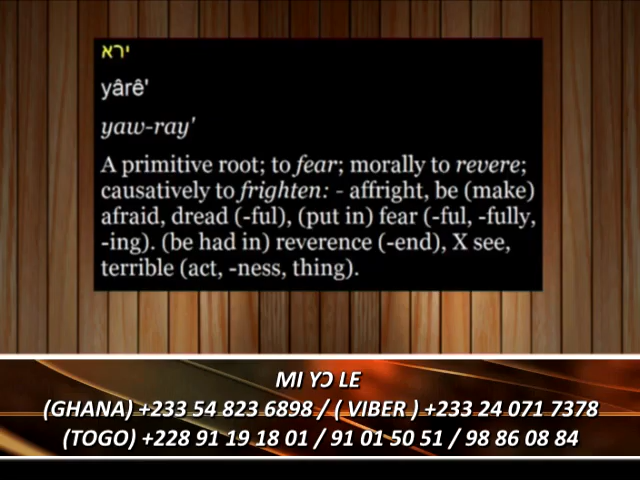 ירא
yârê'
yaw-ray'
A primitive root; to fear; morally to revere;
causatively to frighten: - affright, be (make)
afraid, dread (-ful), (put in) fear (-ful, -fully,
-ing). (be had in) reverence (-end), X see,
terrible (act, -ness, thing).
MI YƆ LE
(GHANA) +233 54 823 6898 / ( VIBER ) +233 24 071 7378
(TOGO) +228 91 19 18 01 / 91 01 50 51 / 98 86 08 84